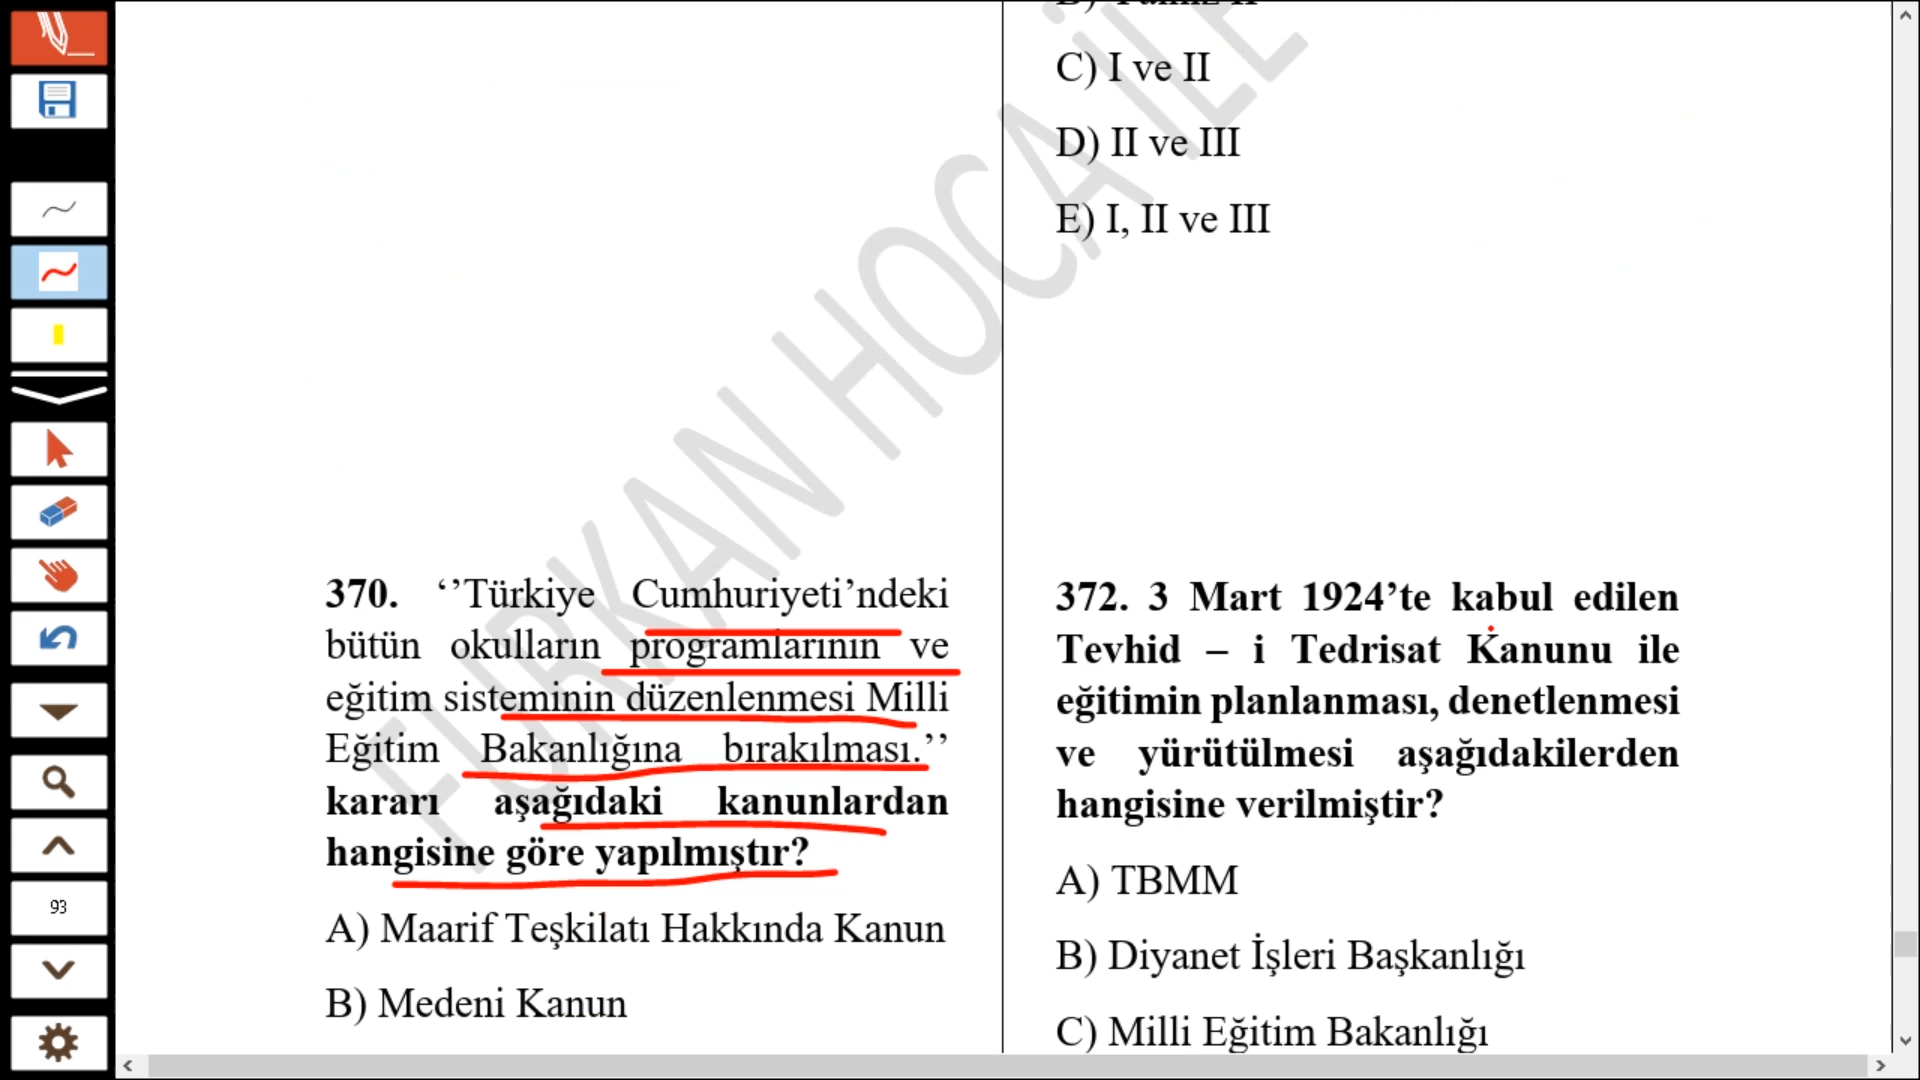 370. ‘’Türkiye Cumhuriyeti’ndeki
bütün okulların programlarının ve
eğitim sisteminin düzenlenmesi Milli
Eğitim Bakanlığına bırakılması.’’
kararı aşağıdaki kanunlardan
hangisine göre yapılmıştır?
A) Maarif Teşkilatı Hakkında Kanun
B) Medeni Kanun
C) I ve II
D) II ve III
E) I, II ve III
372. 3 Mart 1924’te kabul edilen
Tevhid – i Tedrisat Kanunu ile
eğitimin planlanması, denetlenmesi
ve yürütülmesi aşağıdakilerden
hangisine verilmiştir?
A) TBMM
B) Diyanet İşleri Başkanlığı
C) Milli Eğitim Bakanlığı
FURKAN HOCA İLE
93